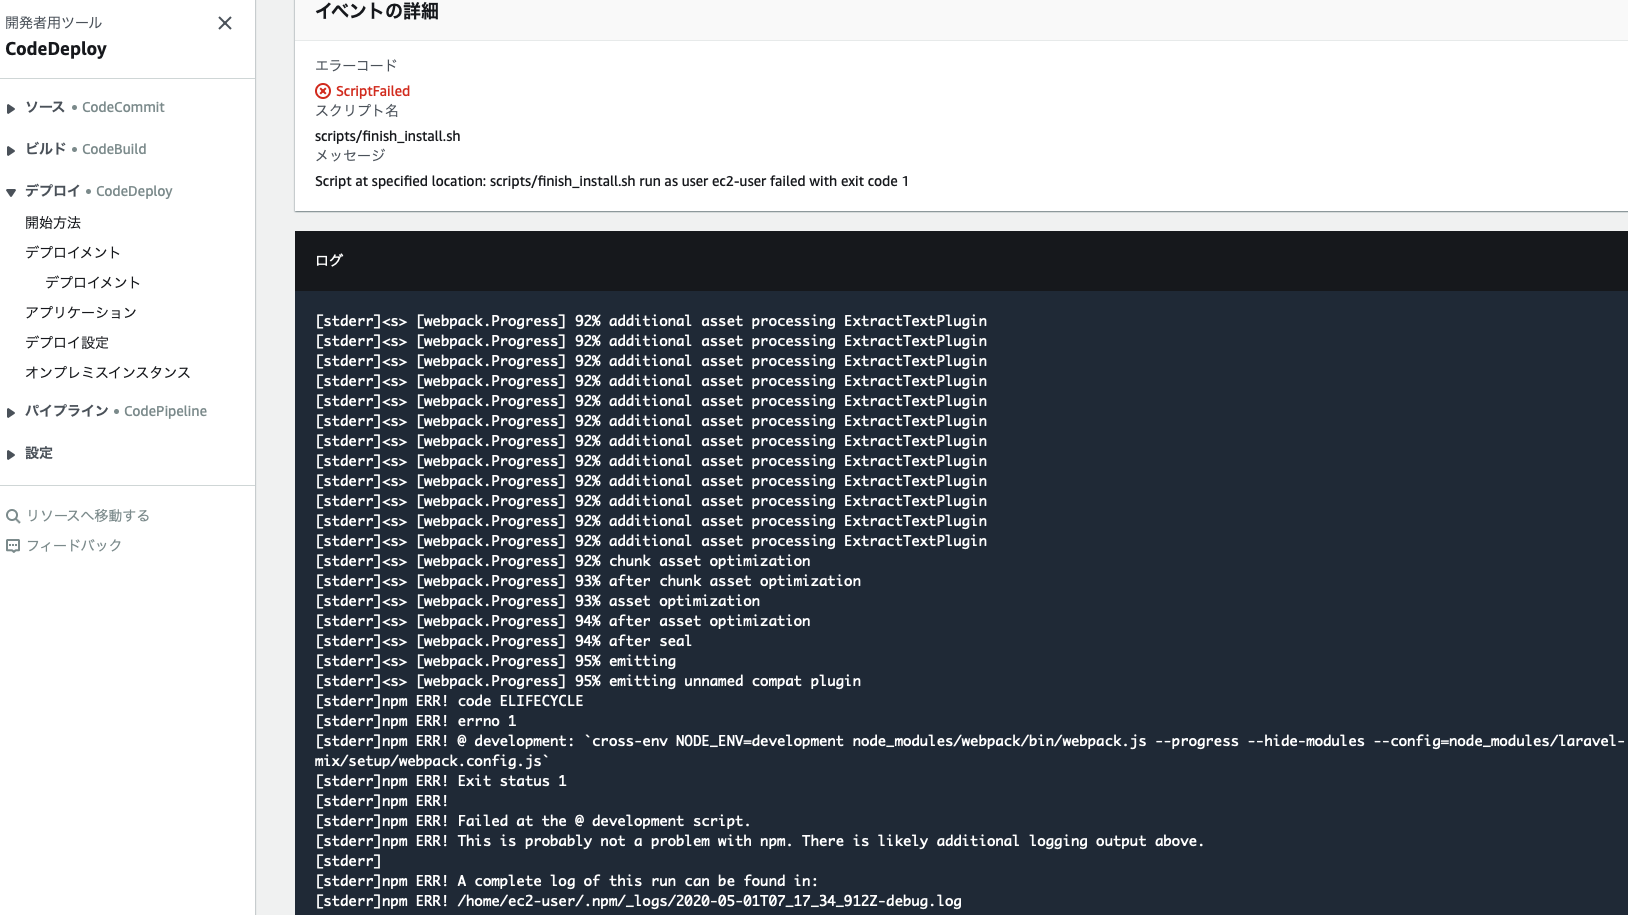 開発者用ツール
CodeDeploy
ソース • CodeCommit
ビルド • CodeBuild
デプロイ • CodeDeploy
開始方法
デプロイメント
デプロイメント
アプリケーション
デプロイ設定
オンプレミスインスタンス
パイプライン • CodePipeline
設定
リソースへ移動する
フィードバック
イベントの詳細
エラーコード
ScriptFailed
スクリプト名
scripts/finish_install.sh
メッセージ
Script at specified location: scripts/finish_install.sh run as user ec2-user failed with exit code 1
ログ
[stderr]<s> [webpack.Progress] 92% additional asset processing ExtractTextPlugin
[stderr]<s> [webpack.Progress] 92% additional asset processing ExtractTextPlugin
[stderr]<s> [webpack.Progress] 92% additional asset processing ExtractTextPlugin
[stderr]<s> [webpack.Progress] 92% additional asset processing ExtractTextPlugin
[stderr]<s> [webpack.Progress] 92% additional asset processing ExtractTextPlugin
[stderr]<s> [webpack.Progress] 92% additional asset processing ExtractTextPlugin
[stderr]<s> [webpack.Progress] 92% additional asset processing ExtractTextPlugin
[stderr]<s> [webpack.Progress] 92% additional asset processing ExtractTextPlugin
[stderr]<s> [webpack.Progress] 92% additional asset processing ExtractTextPlugin
[stderr]<s> [webpack.Progress] 92% additional asset processing ExtractTextPlugin
[stderr]<s> [webpack.Progress] 92% additional asset processing ExtractTextPlugin
[stderr]<s> [webpack.Progress] 92% additional asset processing ExtractTextPlugin
[stderr]<s> [webpack.Progress] 92% chunk asset optimization
[stderr]<s> [webpack.Progress] 93% after chunk asset optimization
[stderr]<s> [webpack.Progress] 93% asset optimization
[stderr]<s> [webpack.Progress] 94% after asset optimization
[stderr]<s> [webpack.Progress] 94% after seal
[stderr]<s> [webpack.Progress] 95% emitting
[stderr]<s> [webpack.Progress] 95% emitting unnamed compat plugin
[stderr]npm ERR! code ELIFECYCLE
[stderr]npm ERR! errno 1
[stderr]npm ERR! @ development: `cross-env NODE_ENV=development node_modules/webpack/bin/webpack.js --progress --hide-modules --config=node_modules/laravel-
mix/setup/webpack.config.js`
[stderr]npm ERR! Exit status 1
[stderr]npm ERR!
[stderr]npm ERR! Failed at the @ development script.
[stderr]npm ERR! This is probably not a problem with npm. There is likely additional logging output above.
[stderr]
[stderr]npm ERR! A complete log of this run can be found in:
[stderr]npm ERR! /home/ec2-user/.npm/_logs/2020-05-01T07_17_34_912Z-debug.log